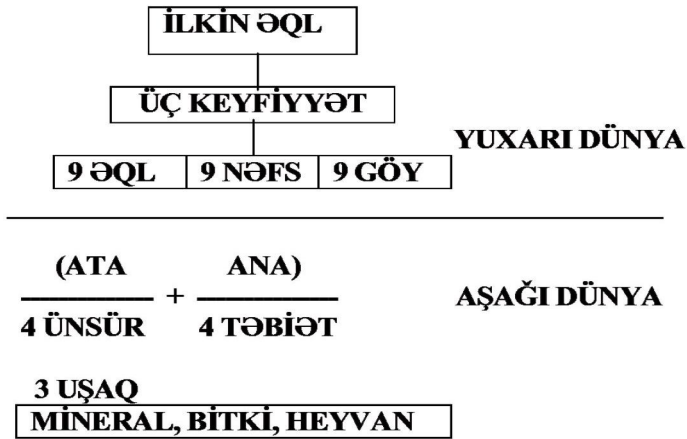 İLKİN ƏQL
ÜÇ KEYFİYYƏT
YUXARI DÜNYA
9 ƏQL 9 NƏFS 9 GÖY
(ATA ANA)
+
AŞAĞI DÜNYA
4 ÜNSÜR 4 TƏBİƏT
3 UŞAQ
MİNERAL, BİTKİ, HEYVAN